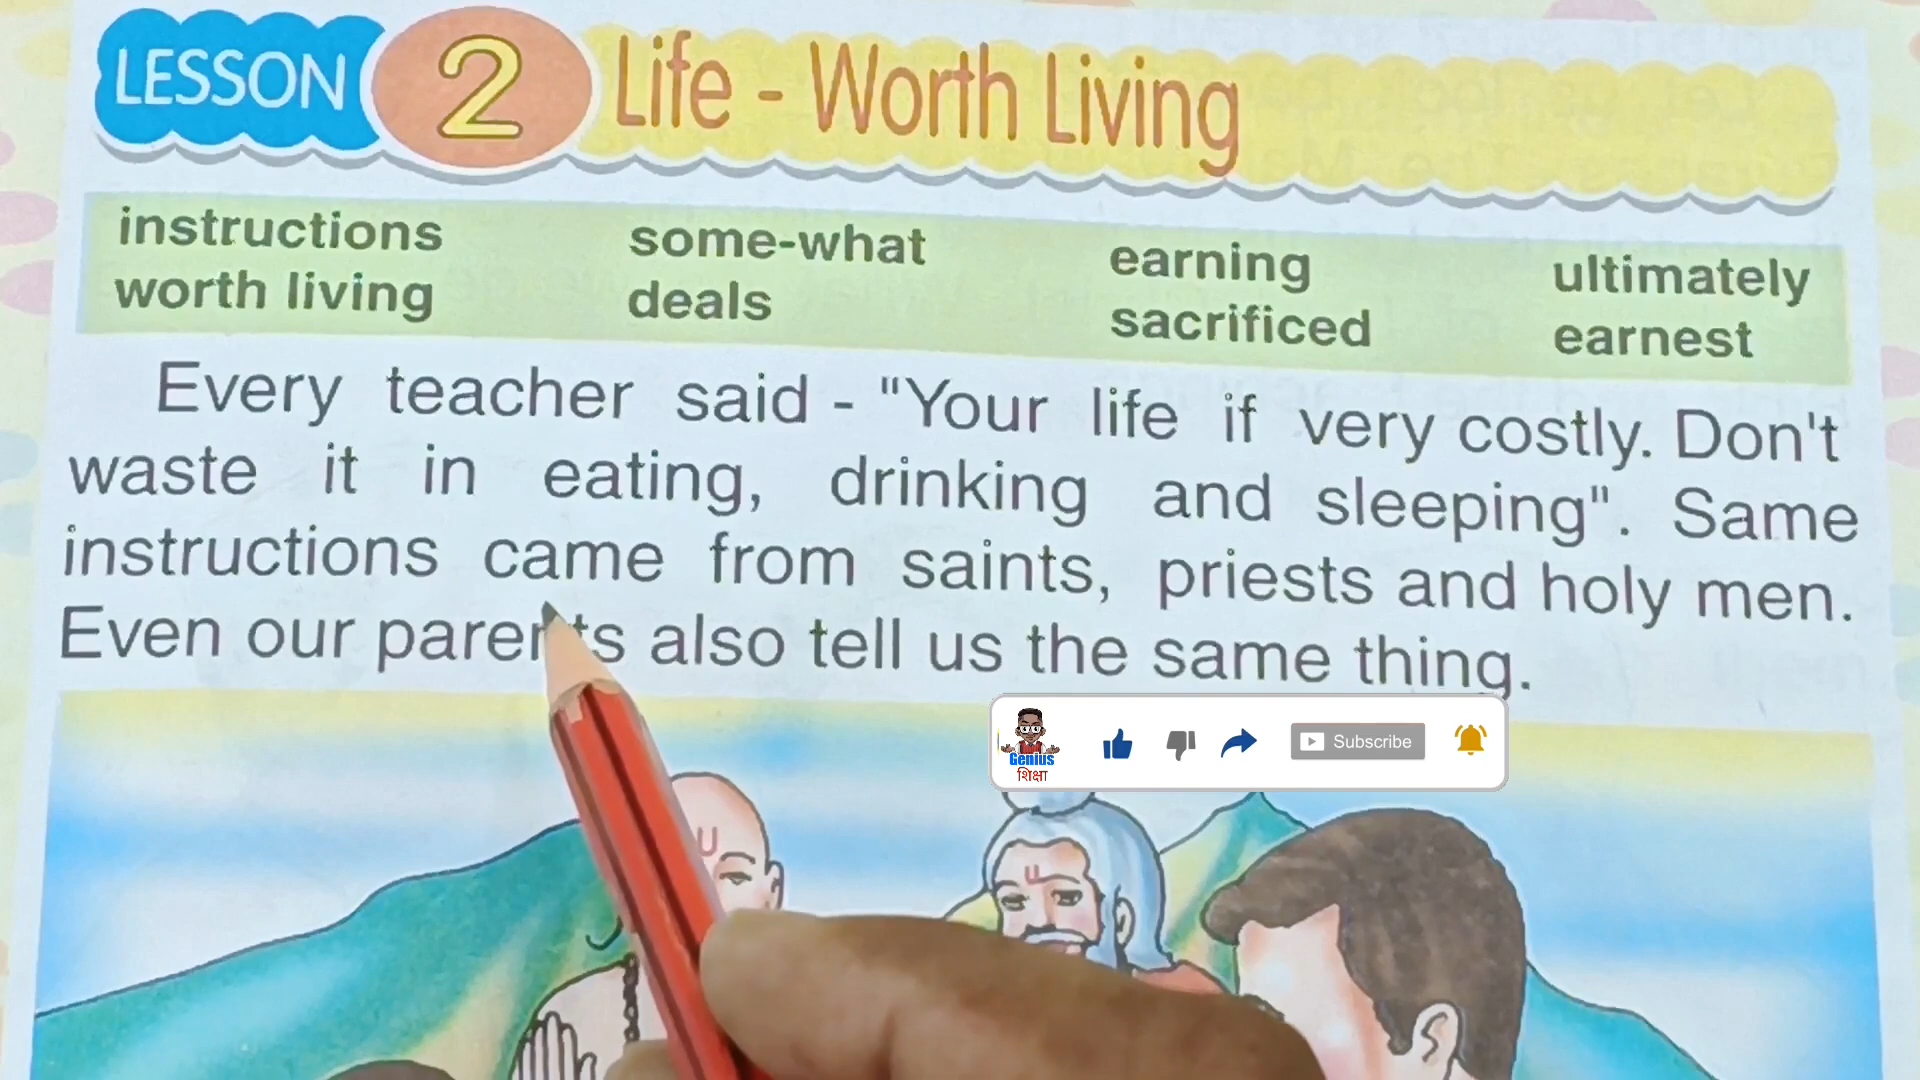 LESSON 2 Life - Worth Living
instructions some-what earning ultimately
worth living deals sacrificed earnest
Every teacher said - "Your life if very costly. Don't
waste it in eating, drinking and sleeping". Same
instructions came from saints, priests and holy men.
Even our parents also tell us the same thing.
Genius
शिक्षा
Subscribe